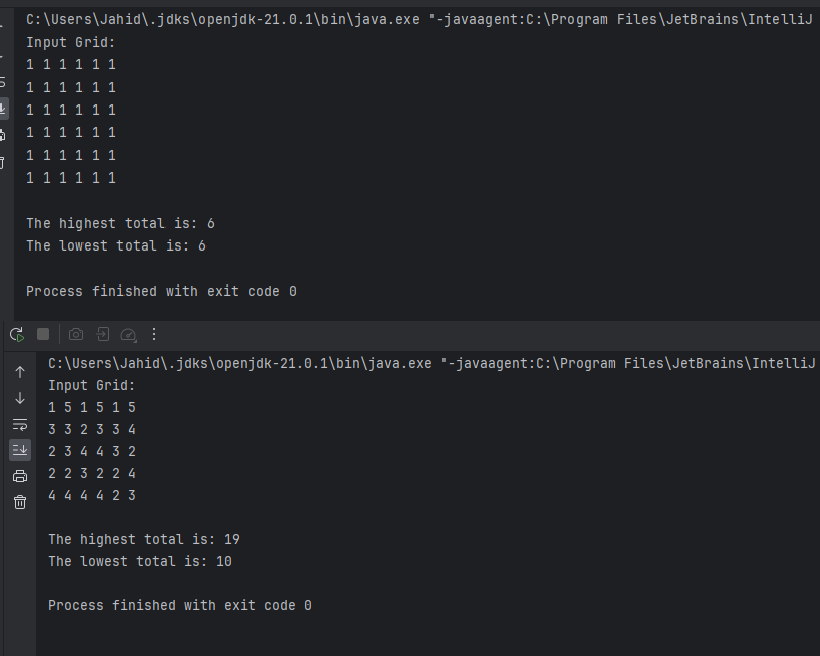 C:\Users\Jahid\.jdks\openjdk-21.0.1\bin\java.exe "-javaagent:C:\Program Files\JetBrains\IntelliJ
Input Grid:
1 1 1 1 1 1
1 1 1 1 1 1
1 1 1 1 1 1
1 1 1 1 1 1
1 1 1 1 1 1
1 1 1 1 1 1
The highest total is: 6
The lowest total is: 6
Process finished with exit code 0
C:\Users\Jahid\.jdks\openjdk-21.0.1\bin\java.exe "-javaagent:C:\Program Files\JetBrains\IntelliJ
Input Grid:
1 5 1 5 1 5
3 3 2 3 3 4
2 3 4 4 3 2
2 2 3 2 2 4
4 4 4 4 2 3
The highest total is: 19
The lowest total is: 10
Process finished with exit code 0